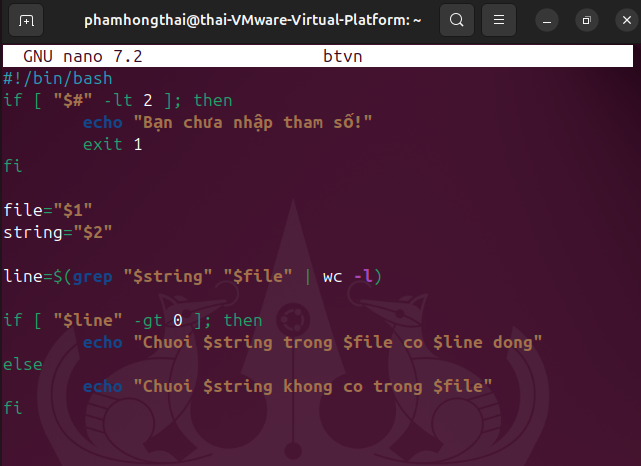 phamhongthai@thai-VMware-Virtual-Platform: ~
GNU nano 7.2 btvn
#!/bin/bash
if [ "$#" -lt 2 ]; then
        echo "Bạn chưa nhập tham số!"
        exit 1
fi

file="$1"
string="$2"

line=$(grep "$string" "$file" | wc -l)

if [ "$line" -gt 0 ]; then
        echo "Chuoi $string trong $file co $line dong"
else
        echo "Chuoi $string khong co trong $file"
fi